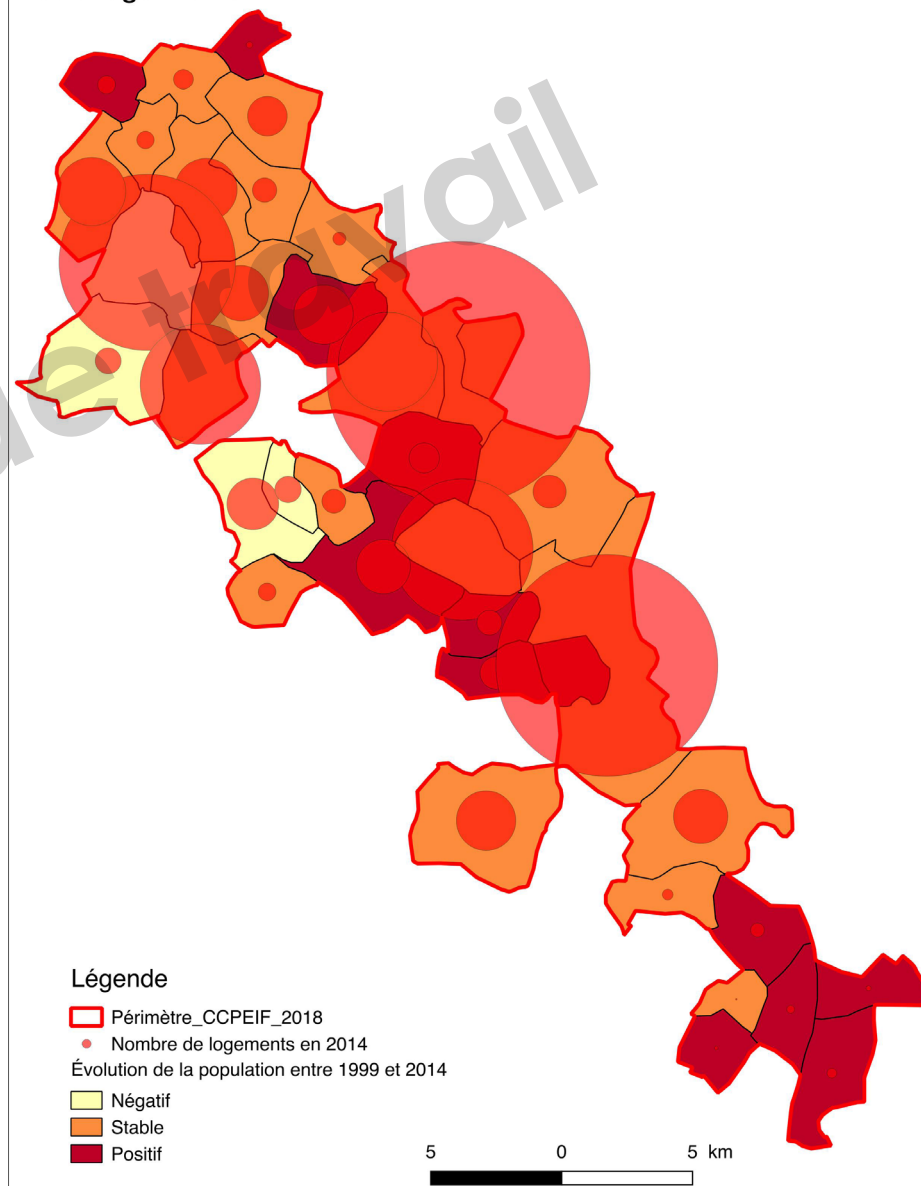 de travail
Légende
Périmètre_CCPEIF_2018
Nombre de logements en 2014
Évolution de la population entre 1999 et 2014
Négatif
Stable
Positif
5 0 5 km